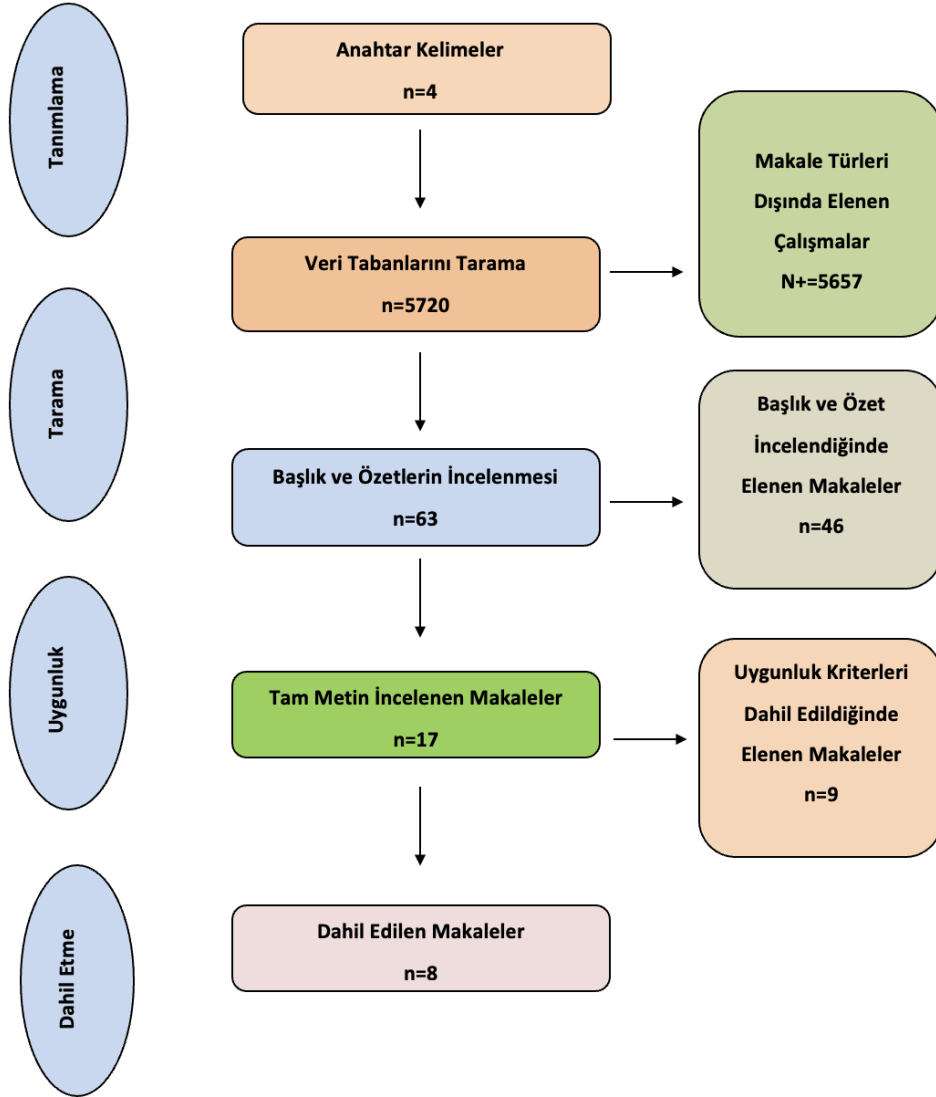 Tanımlama
Anahtar Kelimeler
n=4
Veri Tabanlarını Tarama
n=5720
Makale Türleri
Dışında Elenen
Çalışmalar
N+=5657
Tarama
Başlık ve Özetlerin İncelenmesi
n=63
Başlık ve Özet
İncelendiğinde
Elenen Makaleler
n=46
Uygunluk
Tam Metin İncelenen Makaleler
n=17
Uygunluk Kriterleri
Dahil Edildiğinde
Elenen Makaleler
n=9
Dahil Etme
Dahil Edilen Makaleler
n=8